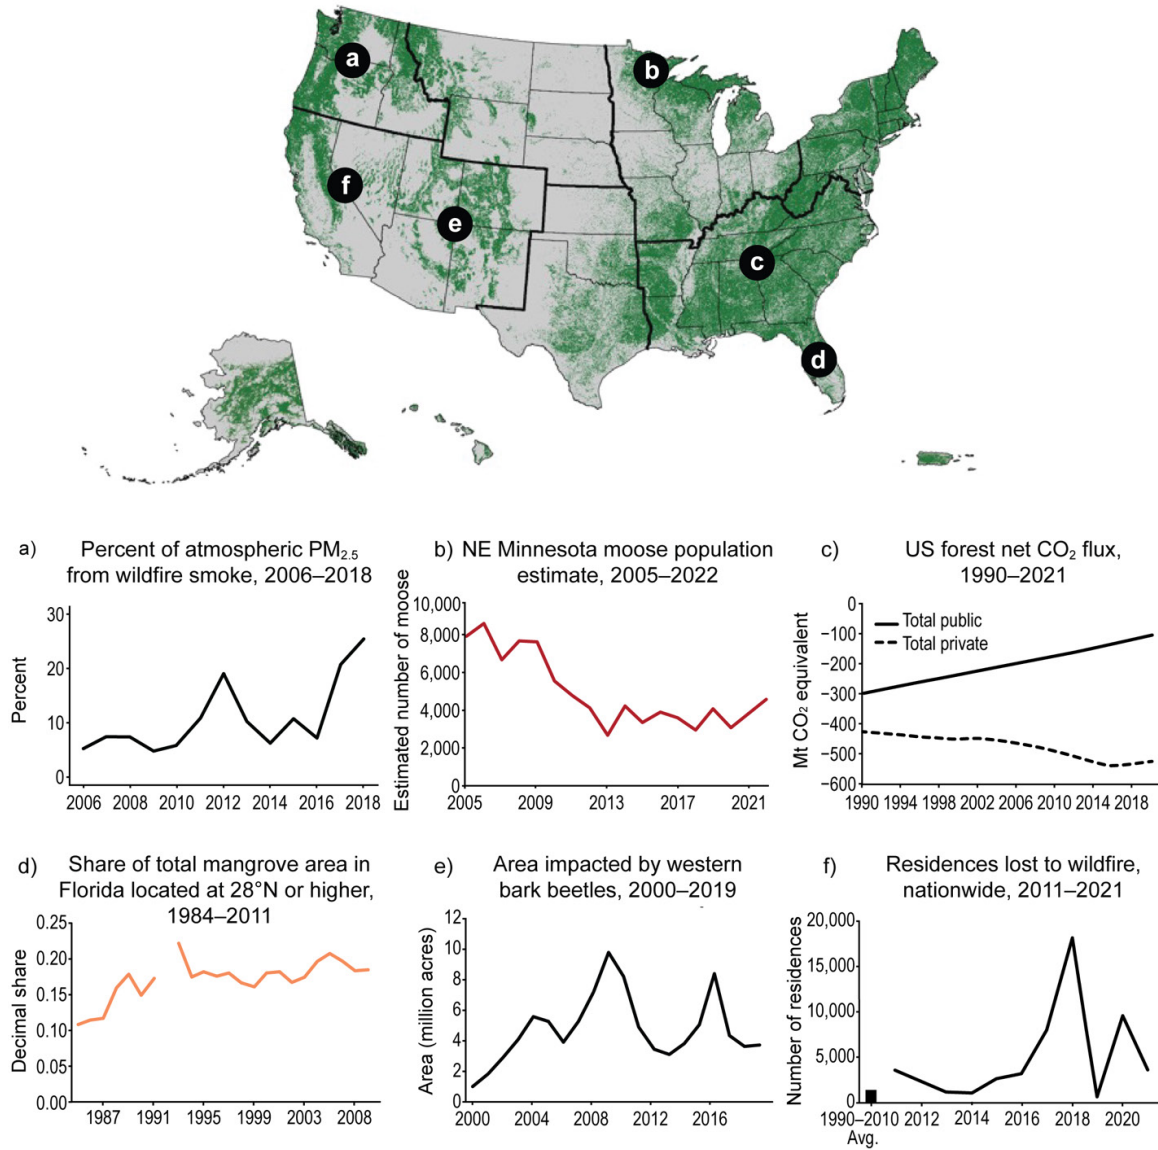 a
b
f
e
c
d
a) Percent of atmospheric PM2.5
from wildfire smoke, 2006–2018
Percent
30
20
10
0
2006 2008 2010 2012 2014 2016 2018
b) NE Minnesota moose population
estimate, 2005–2022
Estimated number of moose
10,000
8,000
6,000
4,000
2,000
0
2005 2009 2013 2017 2021
c) US forest net CO2 flux,
1990–2021
Mt CO2 equivalent
0
−100
−200
−300
−400
−500
−600
Total public
Total private
1990 1994 1998 2002 2006 2010 2014 2018
d) Share of total mangrove area in
Florida located at 28°N or higher,
1984–2011
Decimal share
0.25
0.20
0.15
0.10
0.05
0.00
1987 1991 1995 1999 2003 2008
e) Area impacted by western
bark beetles, 2000–2019
Area (million acres)
12
10
8
6
4
2
0
2000 2004 2008 2012 2016
f) Residences lost to wildfire,
nationwide, 2011–2021
Number of residences
20,000
15,000
10,000
5,000
0
1990–2010 2012 2014 2016 2018 2020
Avg.